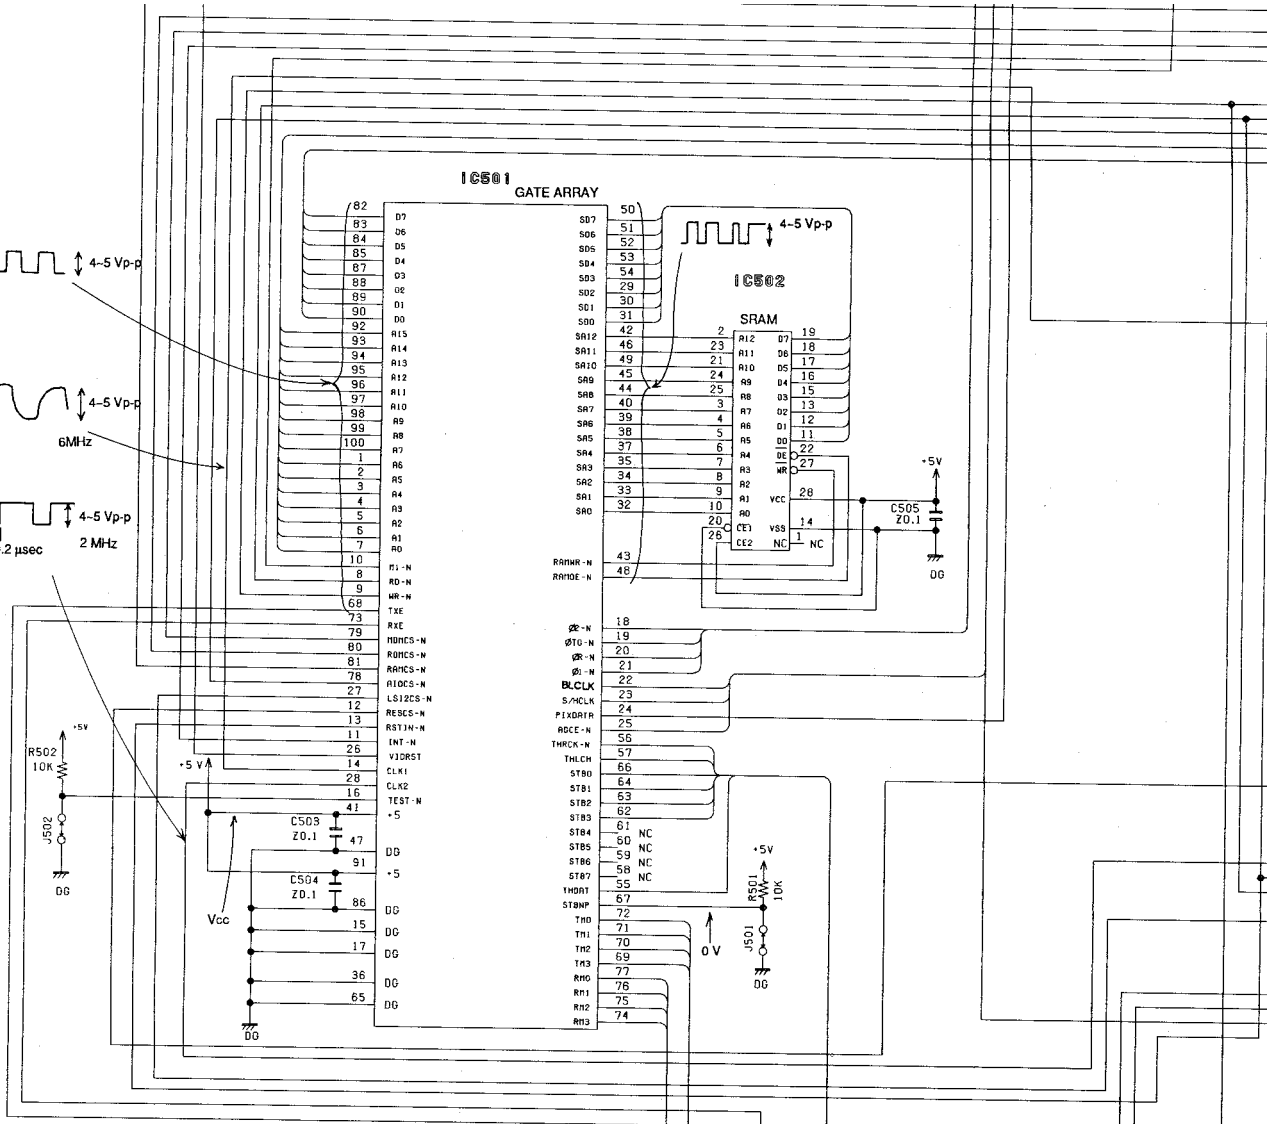 IC501
GATE ARRAY
82 D7
83 D6
84 D5
85 D4
87 D3
88 D2
89 D1
90 D0
92 A15
93 A14
94 A13
95 A12
96 A11
97 A10
98 A9
99 A8
100 A7
1 A6
2 A5
3 A4
4 A3
5 A2
6 A1
7 A0
10 M1-N
8 RD-N
9 WR-N
68 TXE
73 RXE
79 MDMCS-N
80 ROMCS-N
81 RAMCS-N
78 AIOCS-N
27 LSI2CS-N
12 RESCS-N
13 RSTIN-N
11 INT-N
26 VIDRST
14 CLK1
28 CLK2
16 TEST-N
41 +5
47 DG
91 +5
86 DG
15 DG
17 DG
36 DG
65 DG
SD7 50
SD6 51
SD5 52
SD4 53
SD3 54
SD2 29
SD1 30
SD0 31
SA12 42
SA11 46
SA10 49
SA9 45
SA8 44
SA7 40
SA6 39
SA5 38
SA4 37
SA3 35
SA2 34
SA1 33
SA0 32
RAMWR-N 43
RAMOE-N 48
Ø2-N 18
ØTG-N 19
ØR-N 20
Ø1-N 21
BLCLK 22
S/HCLK 23
PIXDATA 24
AGCE-N 25
THRCK-N 56
THLCH 57
STB0 66
STB1 64
STB2 63
STB3 62
STB4 61 NC
STB5 60 NC
STB6 59 NC
STB7 58 NC
THDAT 55
STBNP 67
TM0 72
TM1 71
TM2 70
TM3 69
RM0 77
RM1 76
RM2 75
RM3 74
4~5 Vp-p
IC502
SRAM
2 A12
23 A11
21 A10
24 A9
25 A8
3 A7
4 A6
5 A5
6 A4
7 A3
8 A2
9 A1
10 A0
20 CE1
26 CE2
D7 19
D6 18
D5 17
D4 16
D3 15
D2 13
D1 12
D0 11
OE 22
WR 27
VCC 28
VSS 14
NC 1 NC
+5V
C505
Z0.1
DG
4~5 Vp-p
4~5 Vp-p
6MHz
4~5 Vp-p
2 MHz
.2 µsec
+5V
R502
10K
J502
DG
+5V
C503
Z0.1
C504
Z0.1
Vcc
DG
+5V
R501
10K
J501
DG
0 V